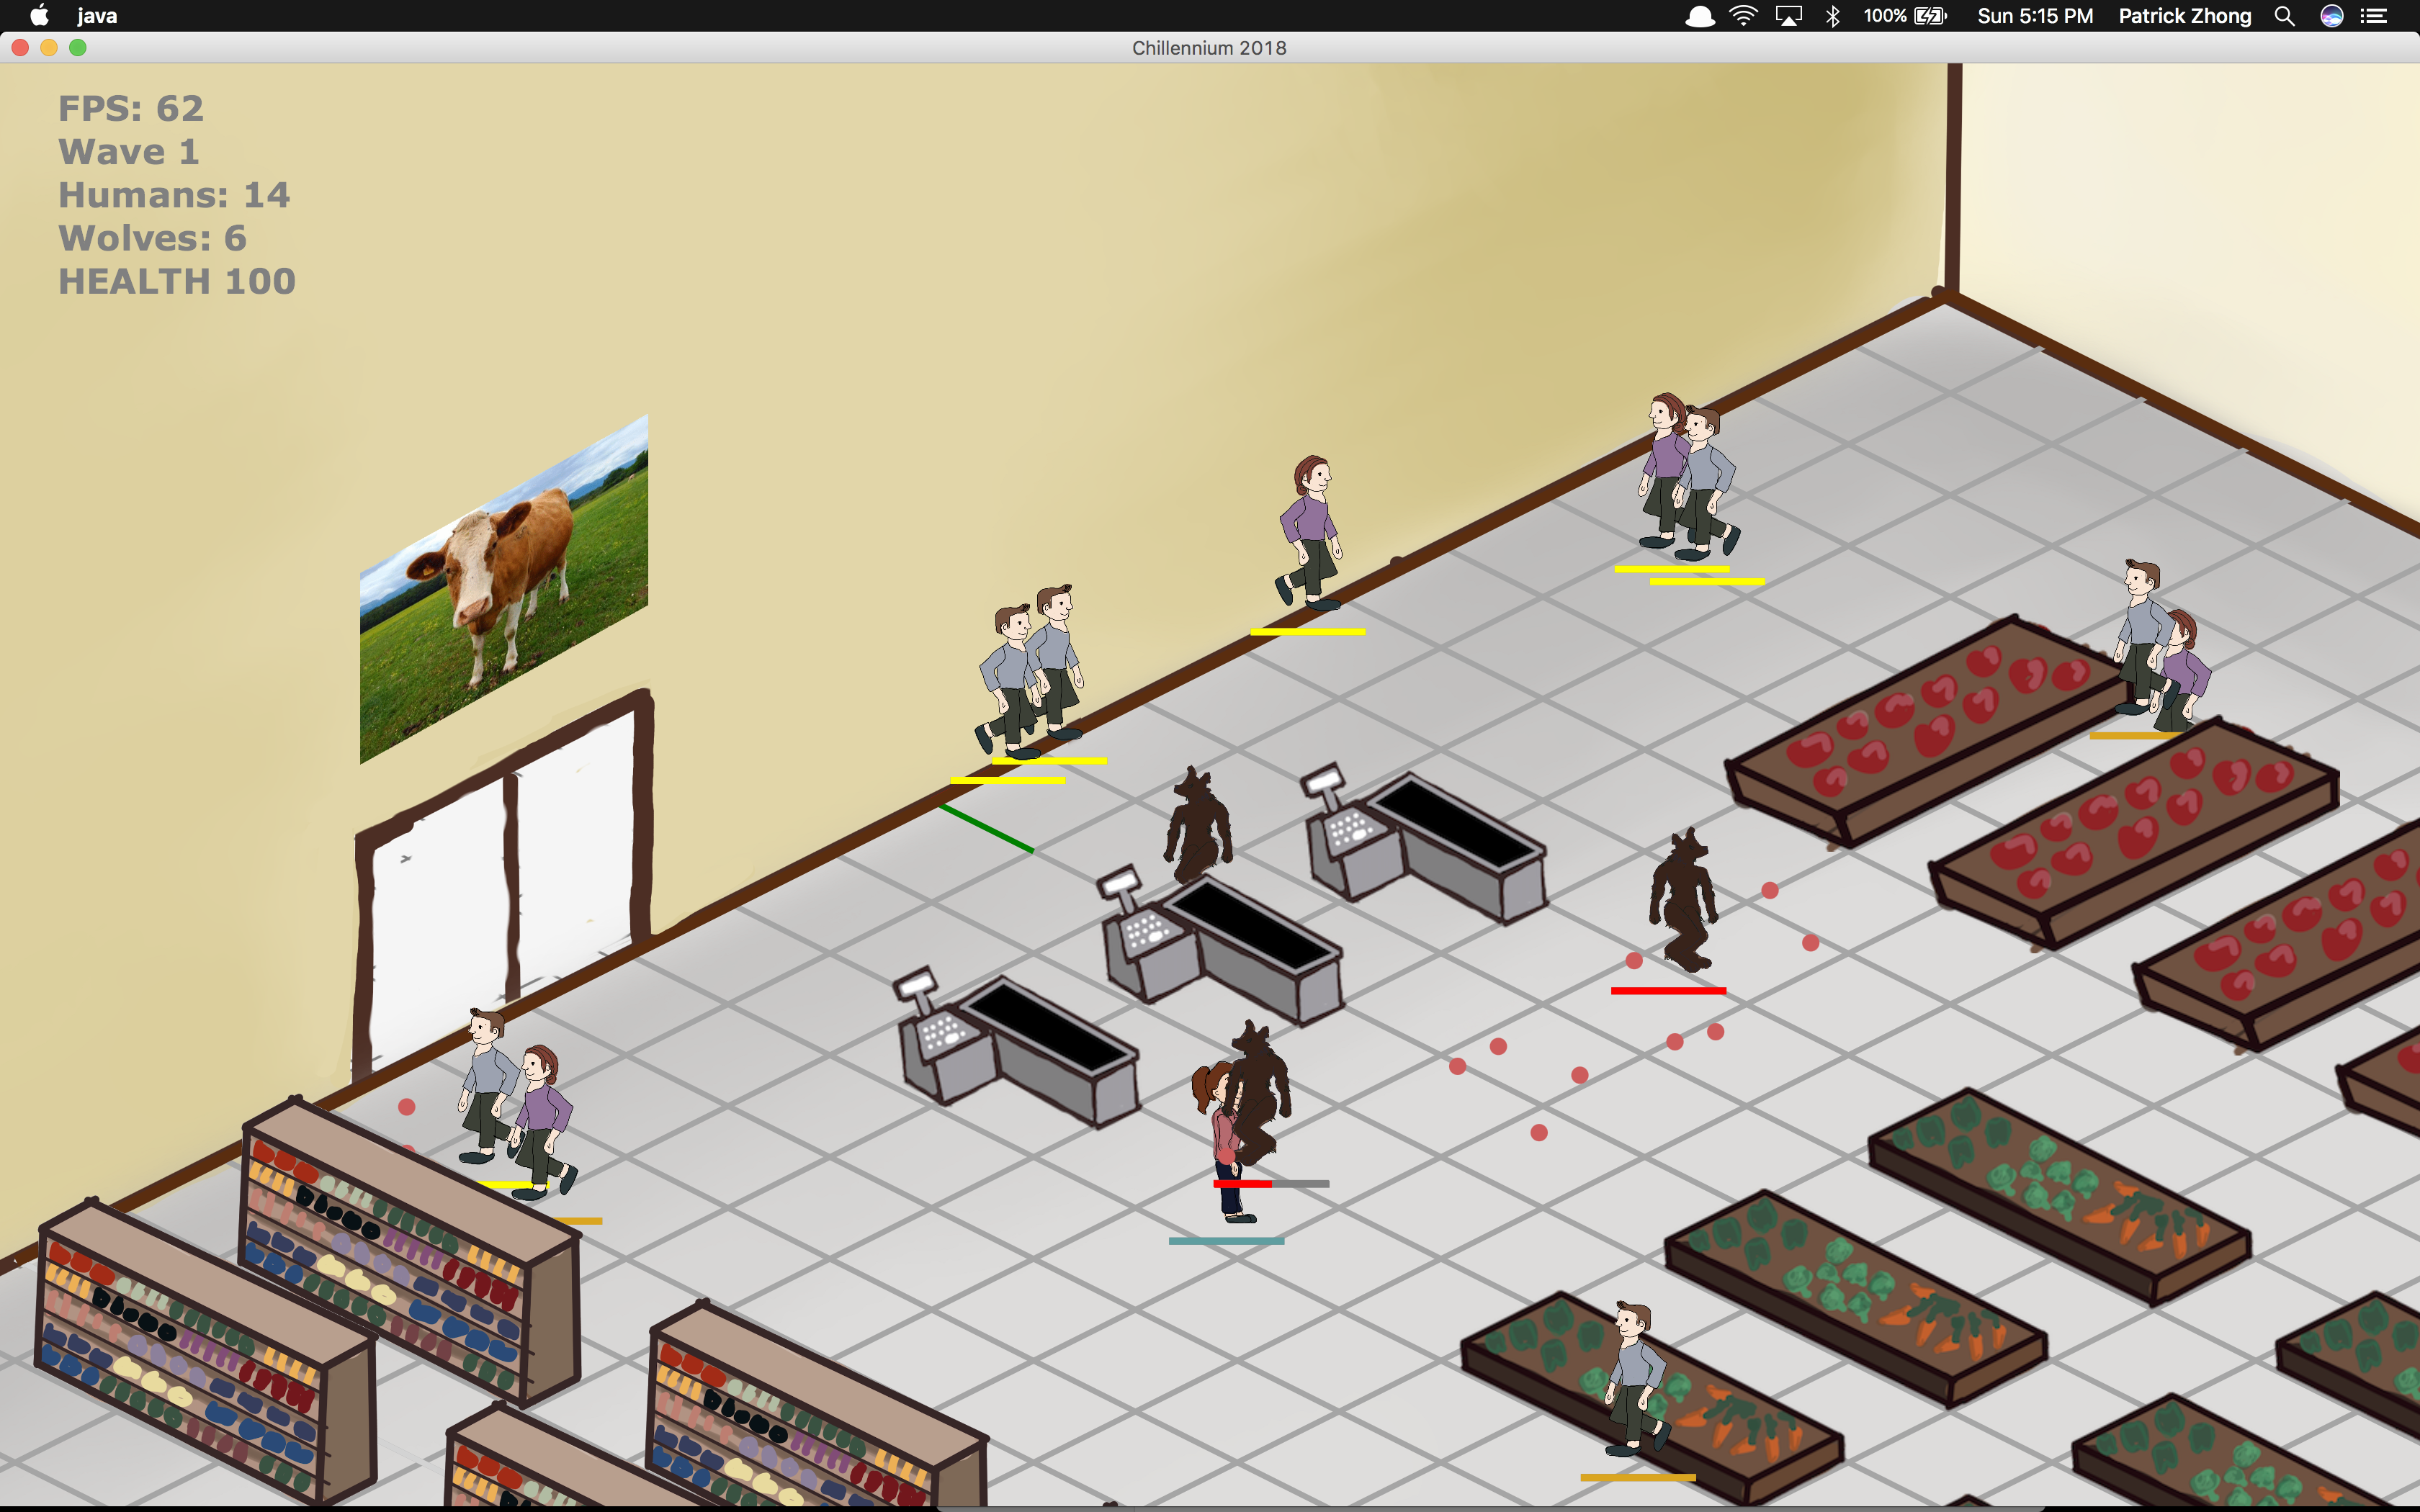 java
100%
Sun 5:15 PM
Patrick Zhong
Chillennium 2018
FPS: 62
Wave 1
Humans: 14
Wolves: 6
HEALTH 100